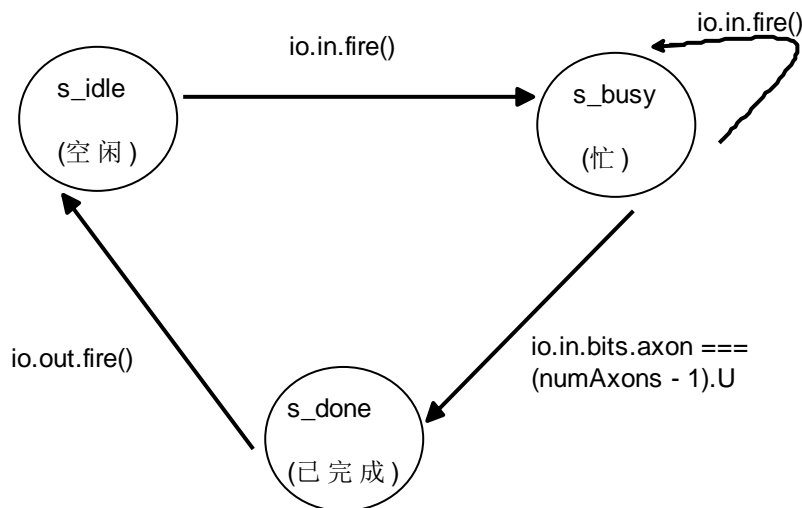 io.in.fire()
io.in.fire()
s_idle
(空闲)
s_busy
(忙)
io.out.fire()
io.in.bits.axon ===
(numAxons - 1).U
s_done
(已完成)